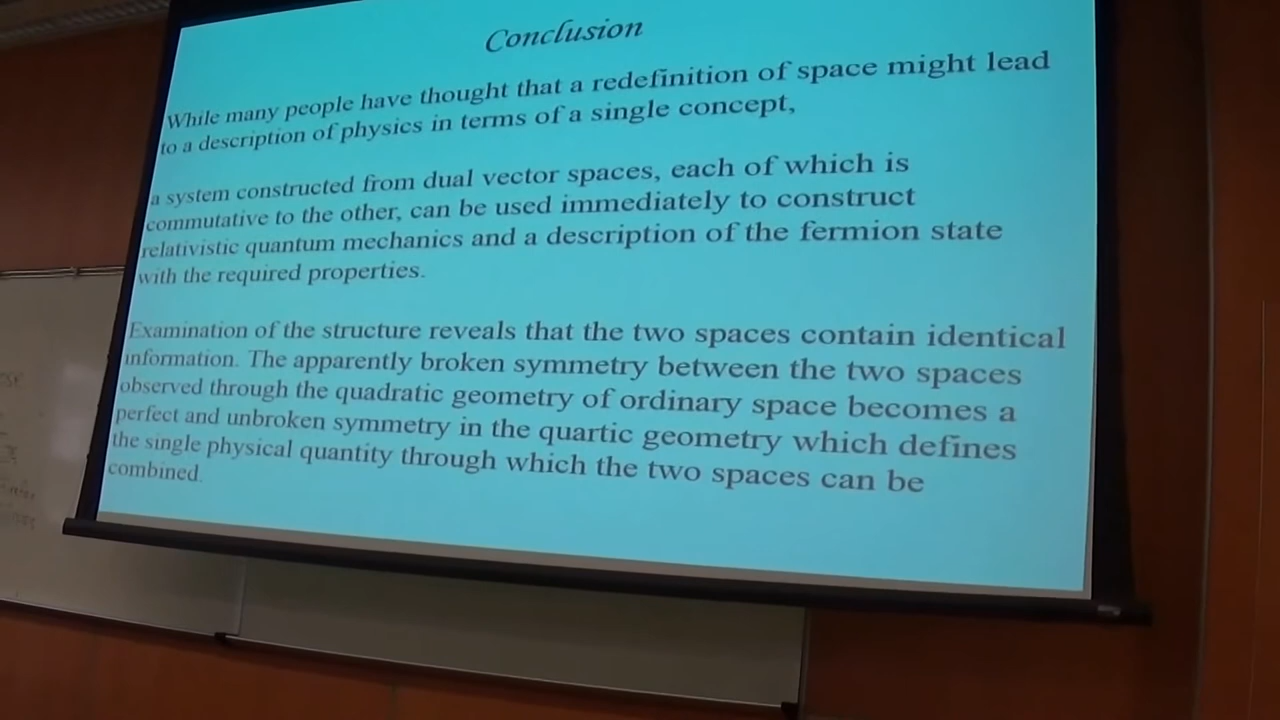 Conclusion
While many people have thought that a redefinition of space might lead
to a description of physics in terms of a single concept,
a system constructed from dual vector spaces, each of which is
commutative to the other, can be used immediately to construct
relativistic quantum mechanics and a description of the fermion state
with the required properties.
Examination of the structure reveals that the two spaces contain identical
information. The apparently broken symmetry between the two spaces
observed through the quadratic geometry of ordinary space becomes a
perfect and unbroken symmetry in the quartic geometry which defines
the single physical quantity through which the two spaces can be
combined.